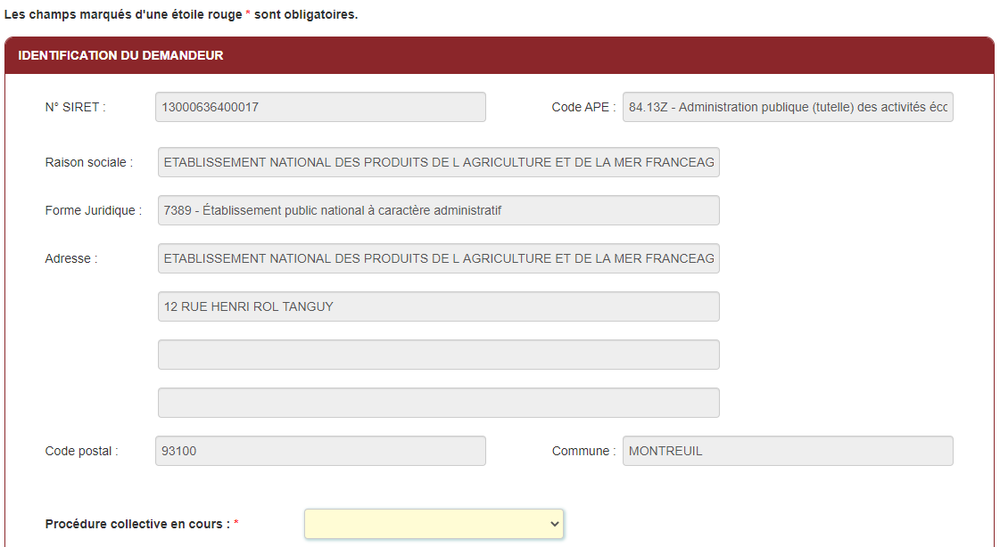 Les champs marqués d'une étoile rouge * sont obligatoires.
IDENTIFICATION DU DEMANDEUR
N° SIRET : 13000636400017 Code APE : 84.13Z - Administration publique (tutelle) des activités écc
Raison sociale : ETABLISSEMENT NATIONAL DES PRODUITS DE L AGRICULTURE ET DE LA MER FRANCEAG
Forme Juridique : 7389 - Établissement public national à caractère administratif
Adresse : ETABLISSEMENT NATIONAL DES PRODUITS DE L AGRICULTURE ET DE LA MER FRANCEAG
12 RUE HENRI ROL TANGUY
Code postal : 93100 Commune : MONTREUIL
Procédure collective en cours : *